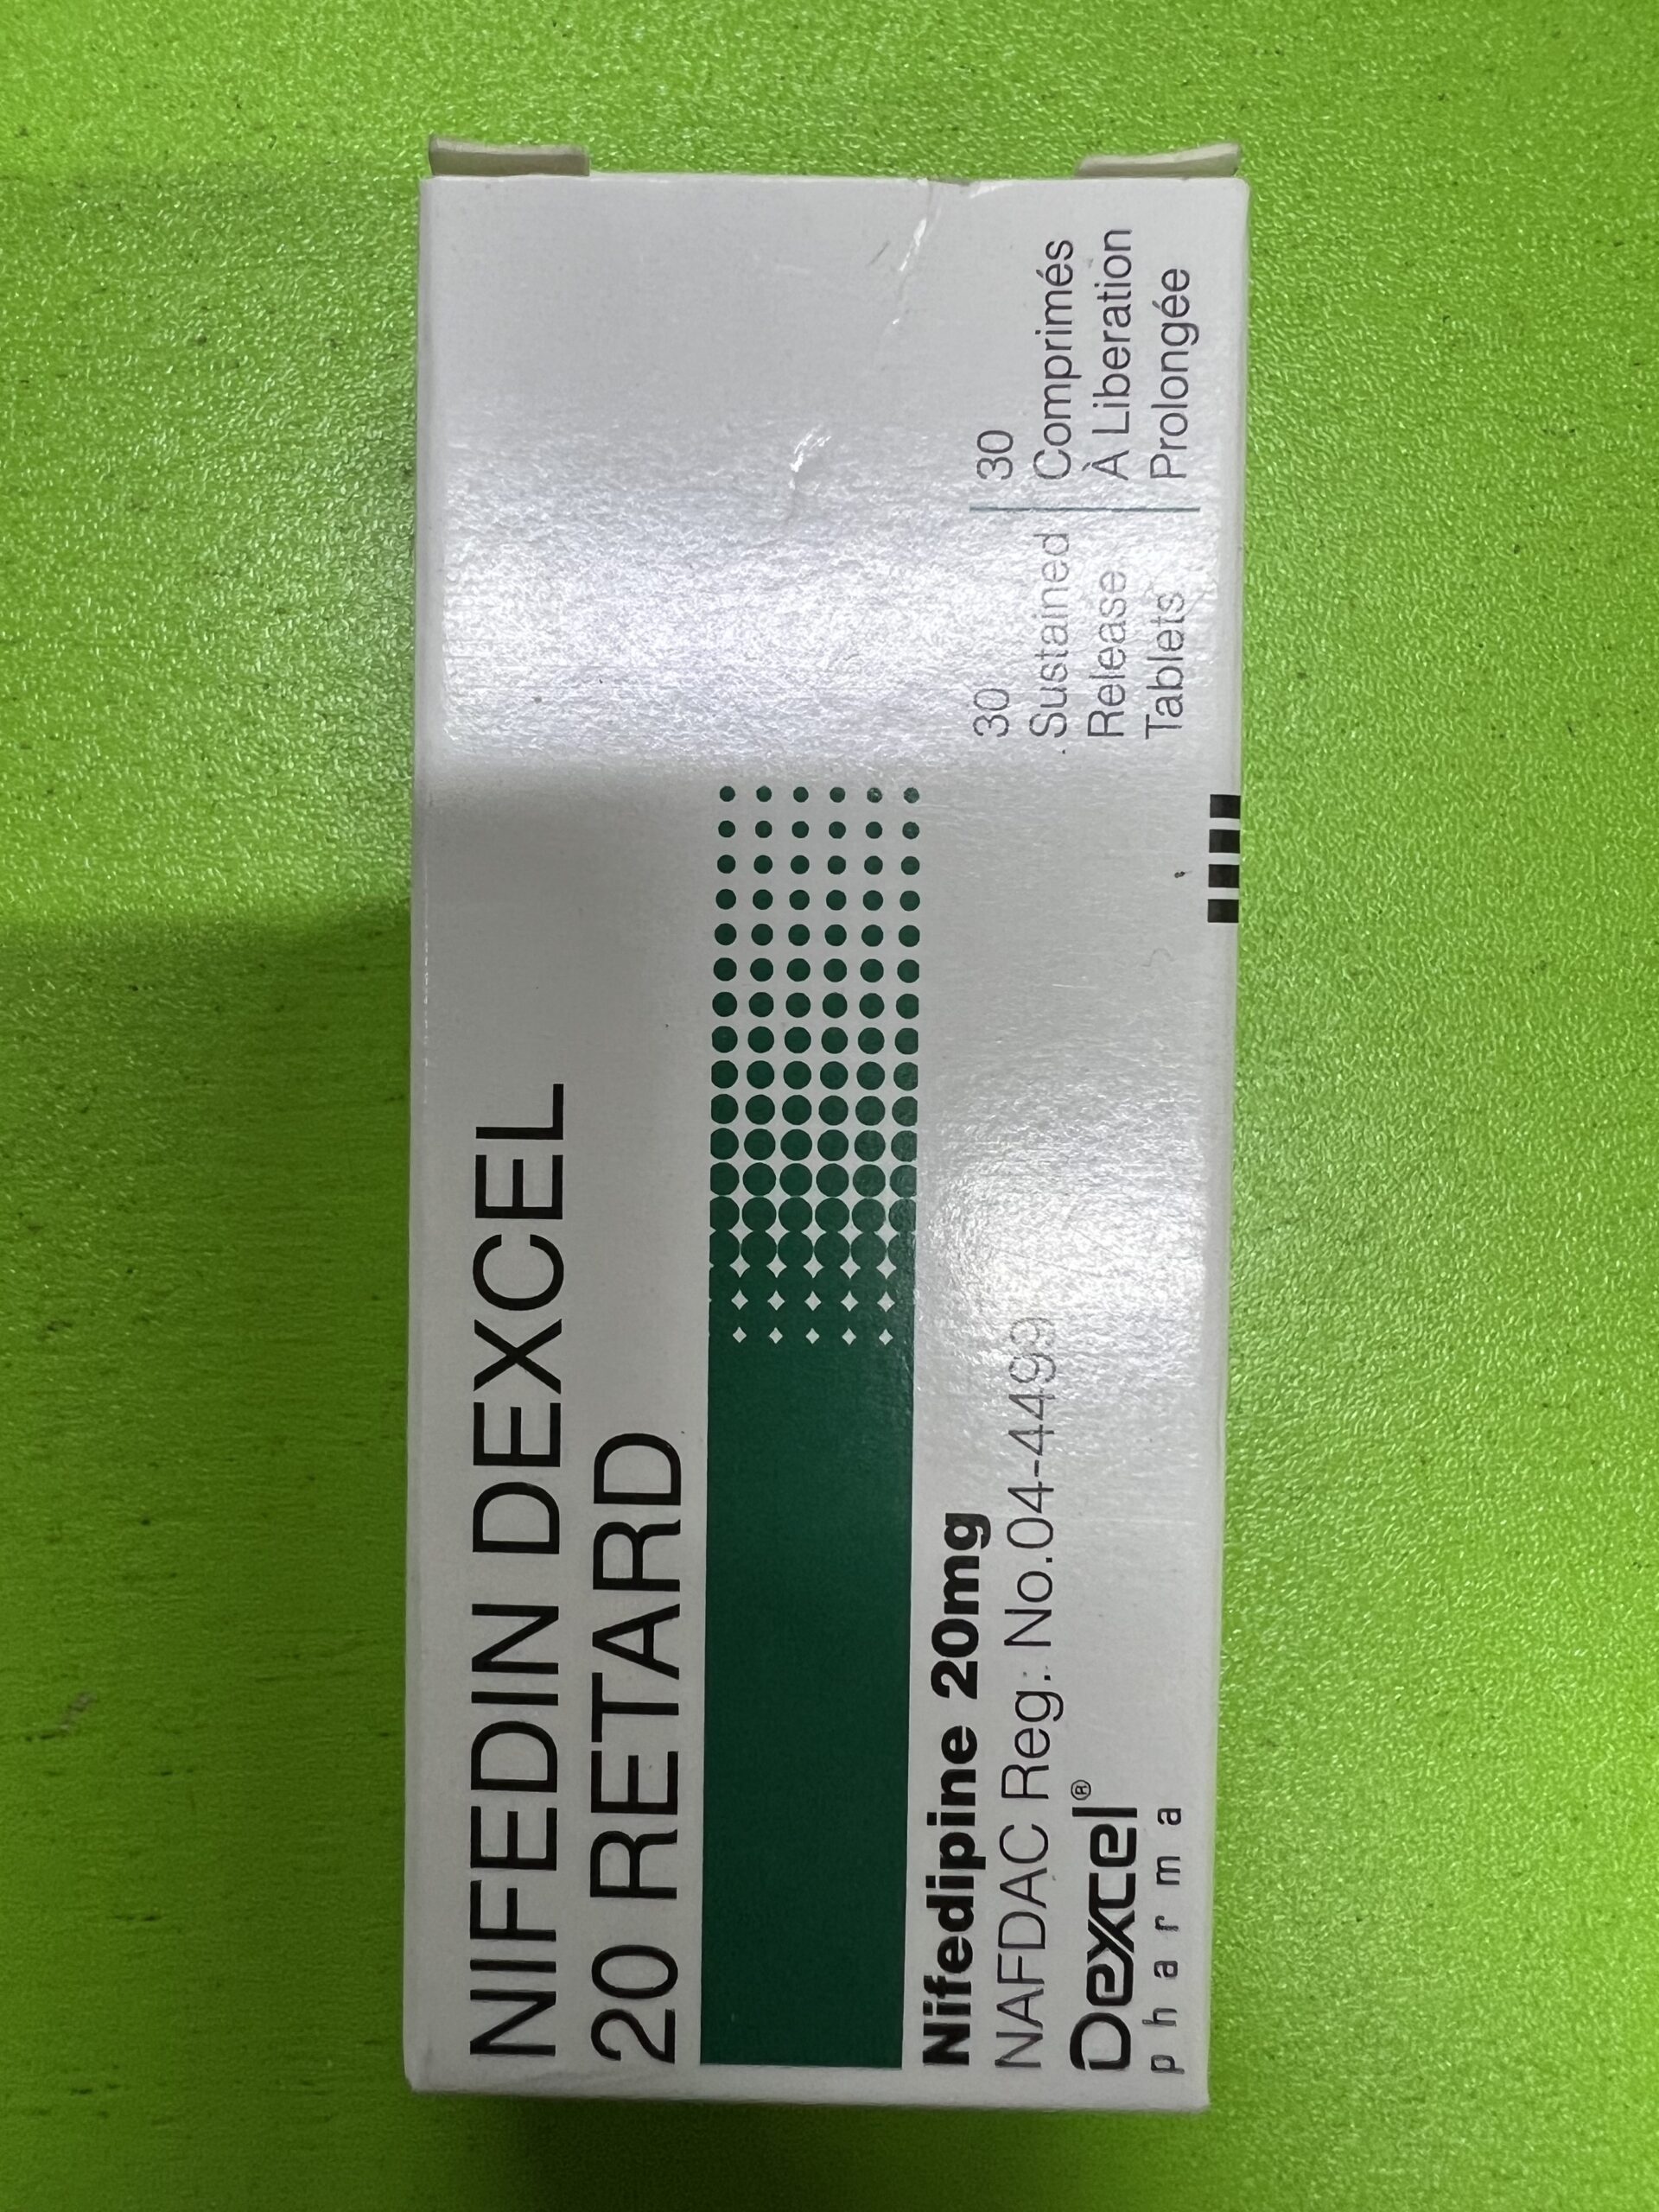 NIFEDIN DEXCEL
20 RETARD
Nifedipine 20mg
NAFDAC Reg.: No.04-4499
Dexcel®
pharma
30
Sustained
Release
Tablets
30
Comprimés
À Liberation
Prolongée